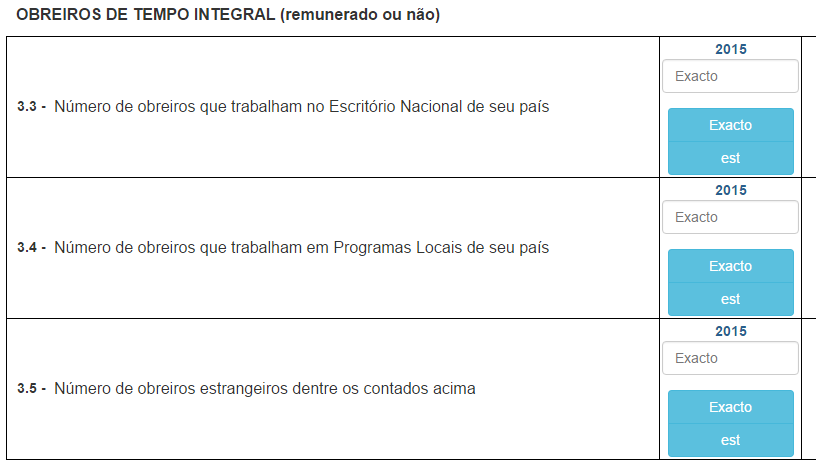 OBREIROS DE TEMPO INTEGRAL (remunerado ou não)
2015
Exacto
3.3 - Número de obreiros que trabalham no Escritório Nacional de seu país
Exacto
est
2015
Exacto
3.4 - Número de obreiros que trabalham em Programas Locais de seu país
Exacto
est
2015
Exacto
3.5 - Número de obreiros estrangeiros dentre os contados acima
Exacto
est